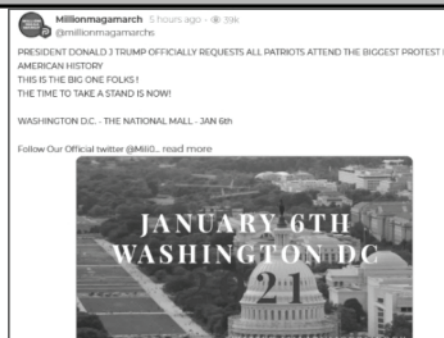 Millionmagamarch 5 hours ago · 39K
@millionmagamarchs
PRESIDENT DONALD J TRUMP OFFICIALLY REQUESTS ALL PATRIOTS ATTEND THE BIGGEST PROTEST
AMERICAN HISTORY
THIS IS THE BIG ONE FOLKS !
THE TIME TO TAKE A STAND IS NOW!
WASHINGTON D.C. - THE NATIONAL MALL - JAN 6th
Follow Our Official twitter @Mili0... read more
JANUARY 6TH
WASHINGTON DC
21